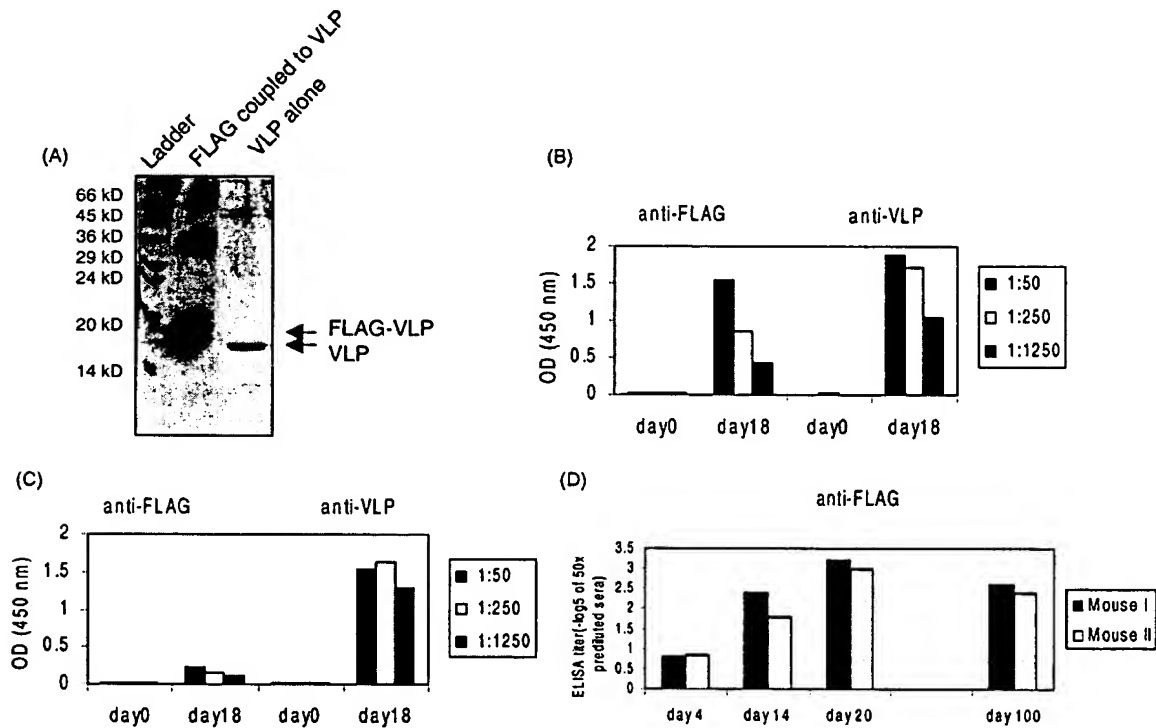 (A)
Ladder
FLAG coupled to VLP
VLP alone
66 kD
45 kD
36 kD
29 kD
24 kD
20 kD
14 kD
FLAG-VLP
VLP
(B)
anti-FLAG
anti-VLP
OD (450 nm)
2
1.5
1
0.5
0
day0
day18
day0
day18
1:50
1:250
1:1250
(C)
anti-FLAG
anti-VLP
OD (450 nm)
2
1.5
1
0.5
0
day0
day18
day0
day18
1:50
1:250
1:1250
(D)
anti-FLAG
ELISA titer(-log5 of 50x
prediluted sera)
3.5
3
2.5
2
1.5
1
0.5
0
day 4
day 14
day 20
day 100
Mouse I
Mouse II